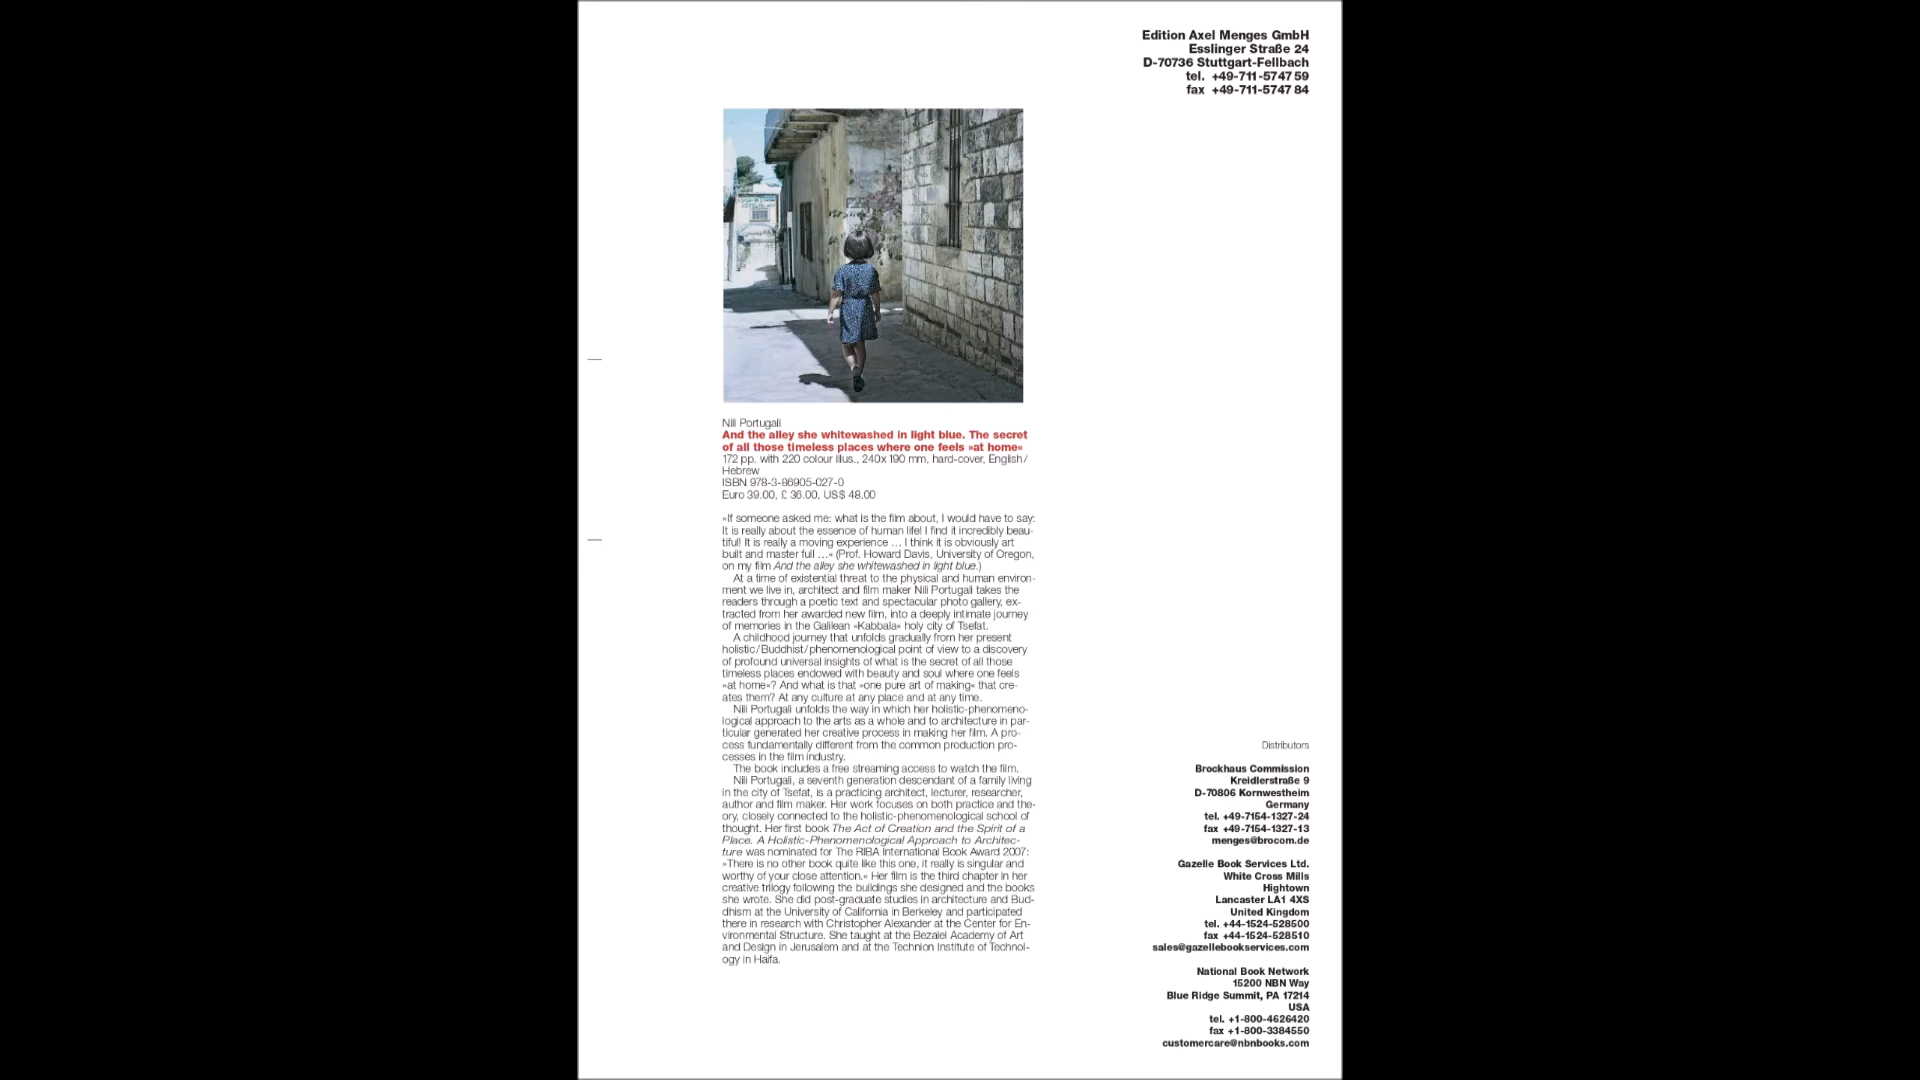 Edition Axel Menges GmbH
Esslinger Straße 24
D-70736 Stuttgart-Fellbach
tel. +49-711-5747 59
fax +49-711-5747 84
Nili Portugali
And the alley she whitewashed in light blue. The secret
of all those timeless places where one feels »at home«
172 pp. with 220 colour illus., 240x190 mm, hard-cover, English/
Hebrew
ISBN 978-3-86905-027-0
Euro 39.00, £ 36.00, US$ 48.00
»If someone asked me: what is the film about, I would have to say:
It is really about the essence of human life! I find it incredibly beau-
tiful! It is really a moving experience … I think it is obviously art
built and master full …« (Prof. Howard Davis, University of Oregon,
on my film And the alley she whitewashed in light blue.)
At a time of existential threat to the physical and human environ-
ment we live in, architect and film maker Nili Portugali takes the
readers through a poetic text and spectacular photo gallery, ex-
tracted from her awarded new film, into a deeply intimate journey
of memories in the Galilean »Kabbala« holy city of Tsefat.
A childhood journey that unfolds gradually from her present
holistic/Buddhist/phenomenological point of view to a discovery
of profound universal insights of what is the secret of all those
timeless places endowed with beauty and soul where one feels
»at home«? And what is that »one pure art of making« that cre-
ates them? At any culture at any place and at any time.
Nili Portugali unfolds the way in which her holistic-phenomeno-
logical approach to the arts as a whole and to architecture in par-
ticular generated her creative process in making her film. A pro-
cess fundamentally different from the common production pro-
cesses in the film industry.
The book includes a free streaming access to watch the film.
Nili Portugali, a seventh generation descendant of a family living
in the city of Tsefat, is a practicing architect, lecturer, researcher,
author and film maker. Her work focuses on both practice and the-
ory, closely connected to the holistic-phenomenological school of
thought. Her first book The Act of Creation and the Spirit of a
Place. A Holistic-Phenomenological Approach to Architec-
ture was nominated for The RIBA International Book Award 2007:
»There is no other book quite like this one, it really is singular and
worthy of your close attention.« Her film is the third chapter in her
creative trilogy following the buildings she designed and the books
she wrote. She did post-graduate studies in architecture and Bud-
dhism at the University of California in Berkeley and participated
there in research with Christopher Alexander at the Center for En-
vironmental Structure. She taught at the Bezalel Academy of Art
and Design in Jerusalem and at the Technion Institute of Technol-
ogy in Haifa.
Distributors
Brockhaus Commission
Kreidlerstraße 9
D-70806 Kornwestheim
Germany
tel. +49-7154-1327-24
fax +49-7154-1327-13
menges@brocom.de
Gazelle Book Services Ltd.
White Cross Mills
Hightown
Lancaster LA1 4XS
United Kingdom
tel. +44-1524-528500
fax +44-1524-528510
sales@gazellebookservices.com
National Book Network
15200 NBN Way
Blue Ridge Summit, PA 17214
USA
tel. +1-800-4626420
fax +1-800-3384550
customercare@nbnbooks.com